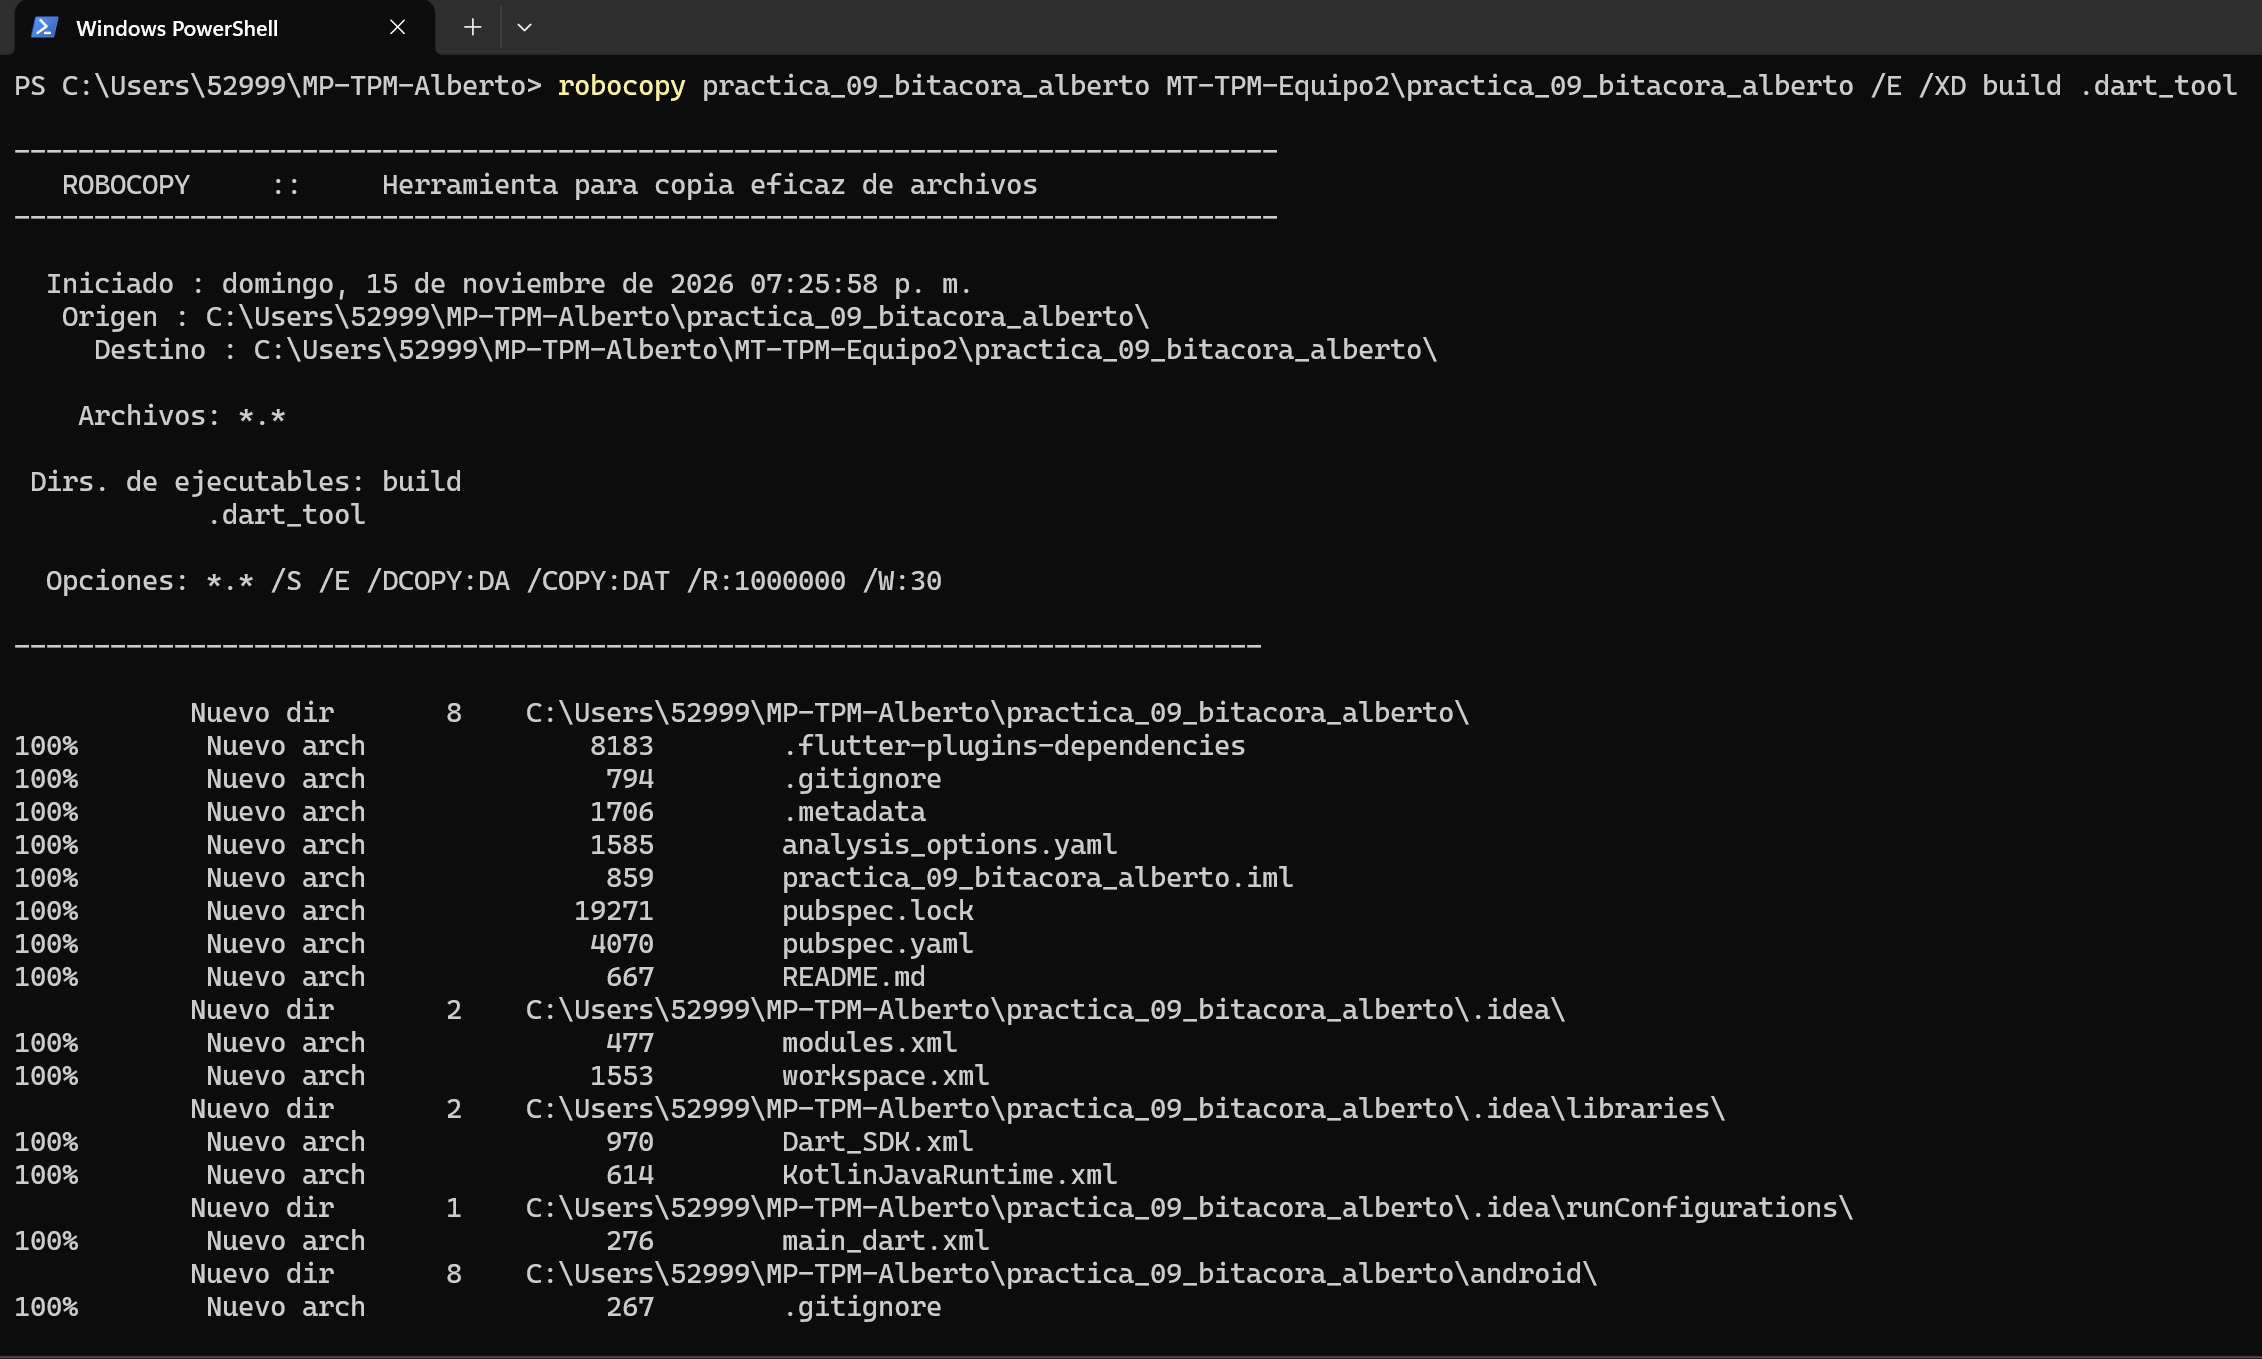 Windows PowerShell
PS C:\Users\52999\MP-TPM-Alberto> robocopy practica_09_bitacora_alberto MT-TPM-Equipo2\practica_09_bitacora_alberto /E /XD build .dart_tool
-------------------------------------------------------------------------------
ROBOCOPY     ::     Herramienta para copia eficaz de archivos
-------------------------------------------------------------------------------
Iniciado : domingo, 15 de noviembre de 2026 07:25:58 p. m.
Origen : C:\Users\52999\MP-TPM-Alberto\practica_09_bitacora_alberto\
Destino : C:\Users\52999\MP-TPM-Alberto\MT-TPM-Equipo2\practica_09_bitacora_alberto\
Archivos: *.*
Dirs. de ejecutables: build
.dart_tool
Opciones: *.* /S /E /DCOPY:DA /COPY:DAT /R:1000000 /W:30
------------------------------------------------------------------------------
Nuevo dir       8    C:\Users\52999\MP-TPM-Alberto\practica_09_bitacora_alberto\
100%        Nuevo arch              8183        .flutter-plugins-dependencies
100%        Nuevo arch               794        .gitignore
100%        Nuevo arch              1706        .metadata
100%        Nuevo arch              1585        analysis_options.yaml
100%        Nuevo arch               859        practica_09_bitacora_alberto.iml
100%        Nuevo arch             19271        pubspec.lock
100%        Nuevo arch              4070        pubspec.yaml
100%        Nuevo arch               667        README.md
Nuevo dir       2    C:\Users\52999\MP-TPM-Alberto\practica_09_bitacora_alberto\.idea\
100%        Nuevo arch               477        modules.xml
100%        Nuevo arch              1553        workspace.xml
Nuevo dir       2    C:\Users\52999\MP-TPM-Alberto\practica_09_bitacora_alberto\.idea\libraries\
100%        Nuevo arch               970        Dart_SDK.xml
100%        Nuevo arch               614        KotlinJavaRuntime.xml
Nuevo dir       1    C:\Users\52999\MP-TPM-Alberto\practica_09_bitacora_alberto\.idea\runConfigurations\
100%        Nuevo arch               276        main_dart.xml
Nuevo dir       8    C:\Users\52999\MP-TPM-Alberto\practica_09_bitacora_alberto\android\
100%        Nuevo arch               267        .gitignore